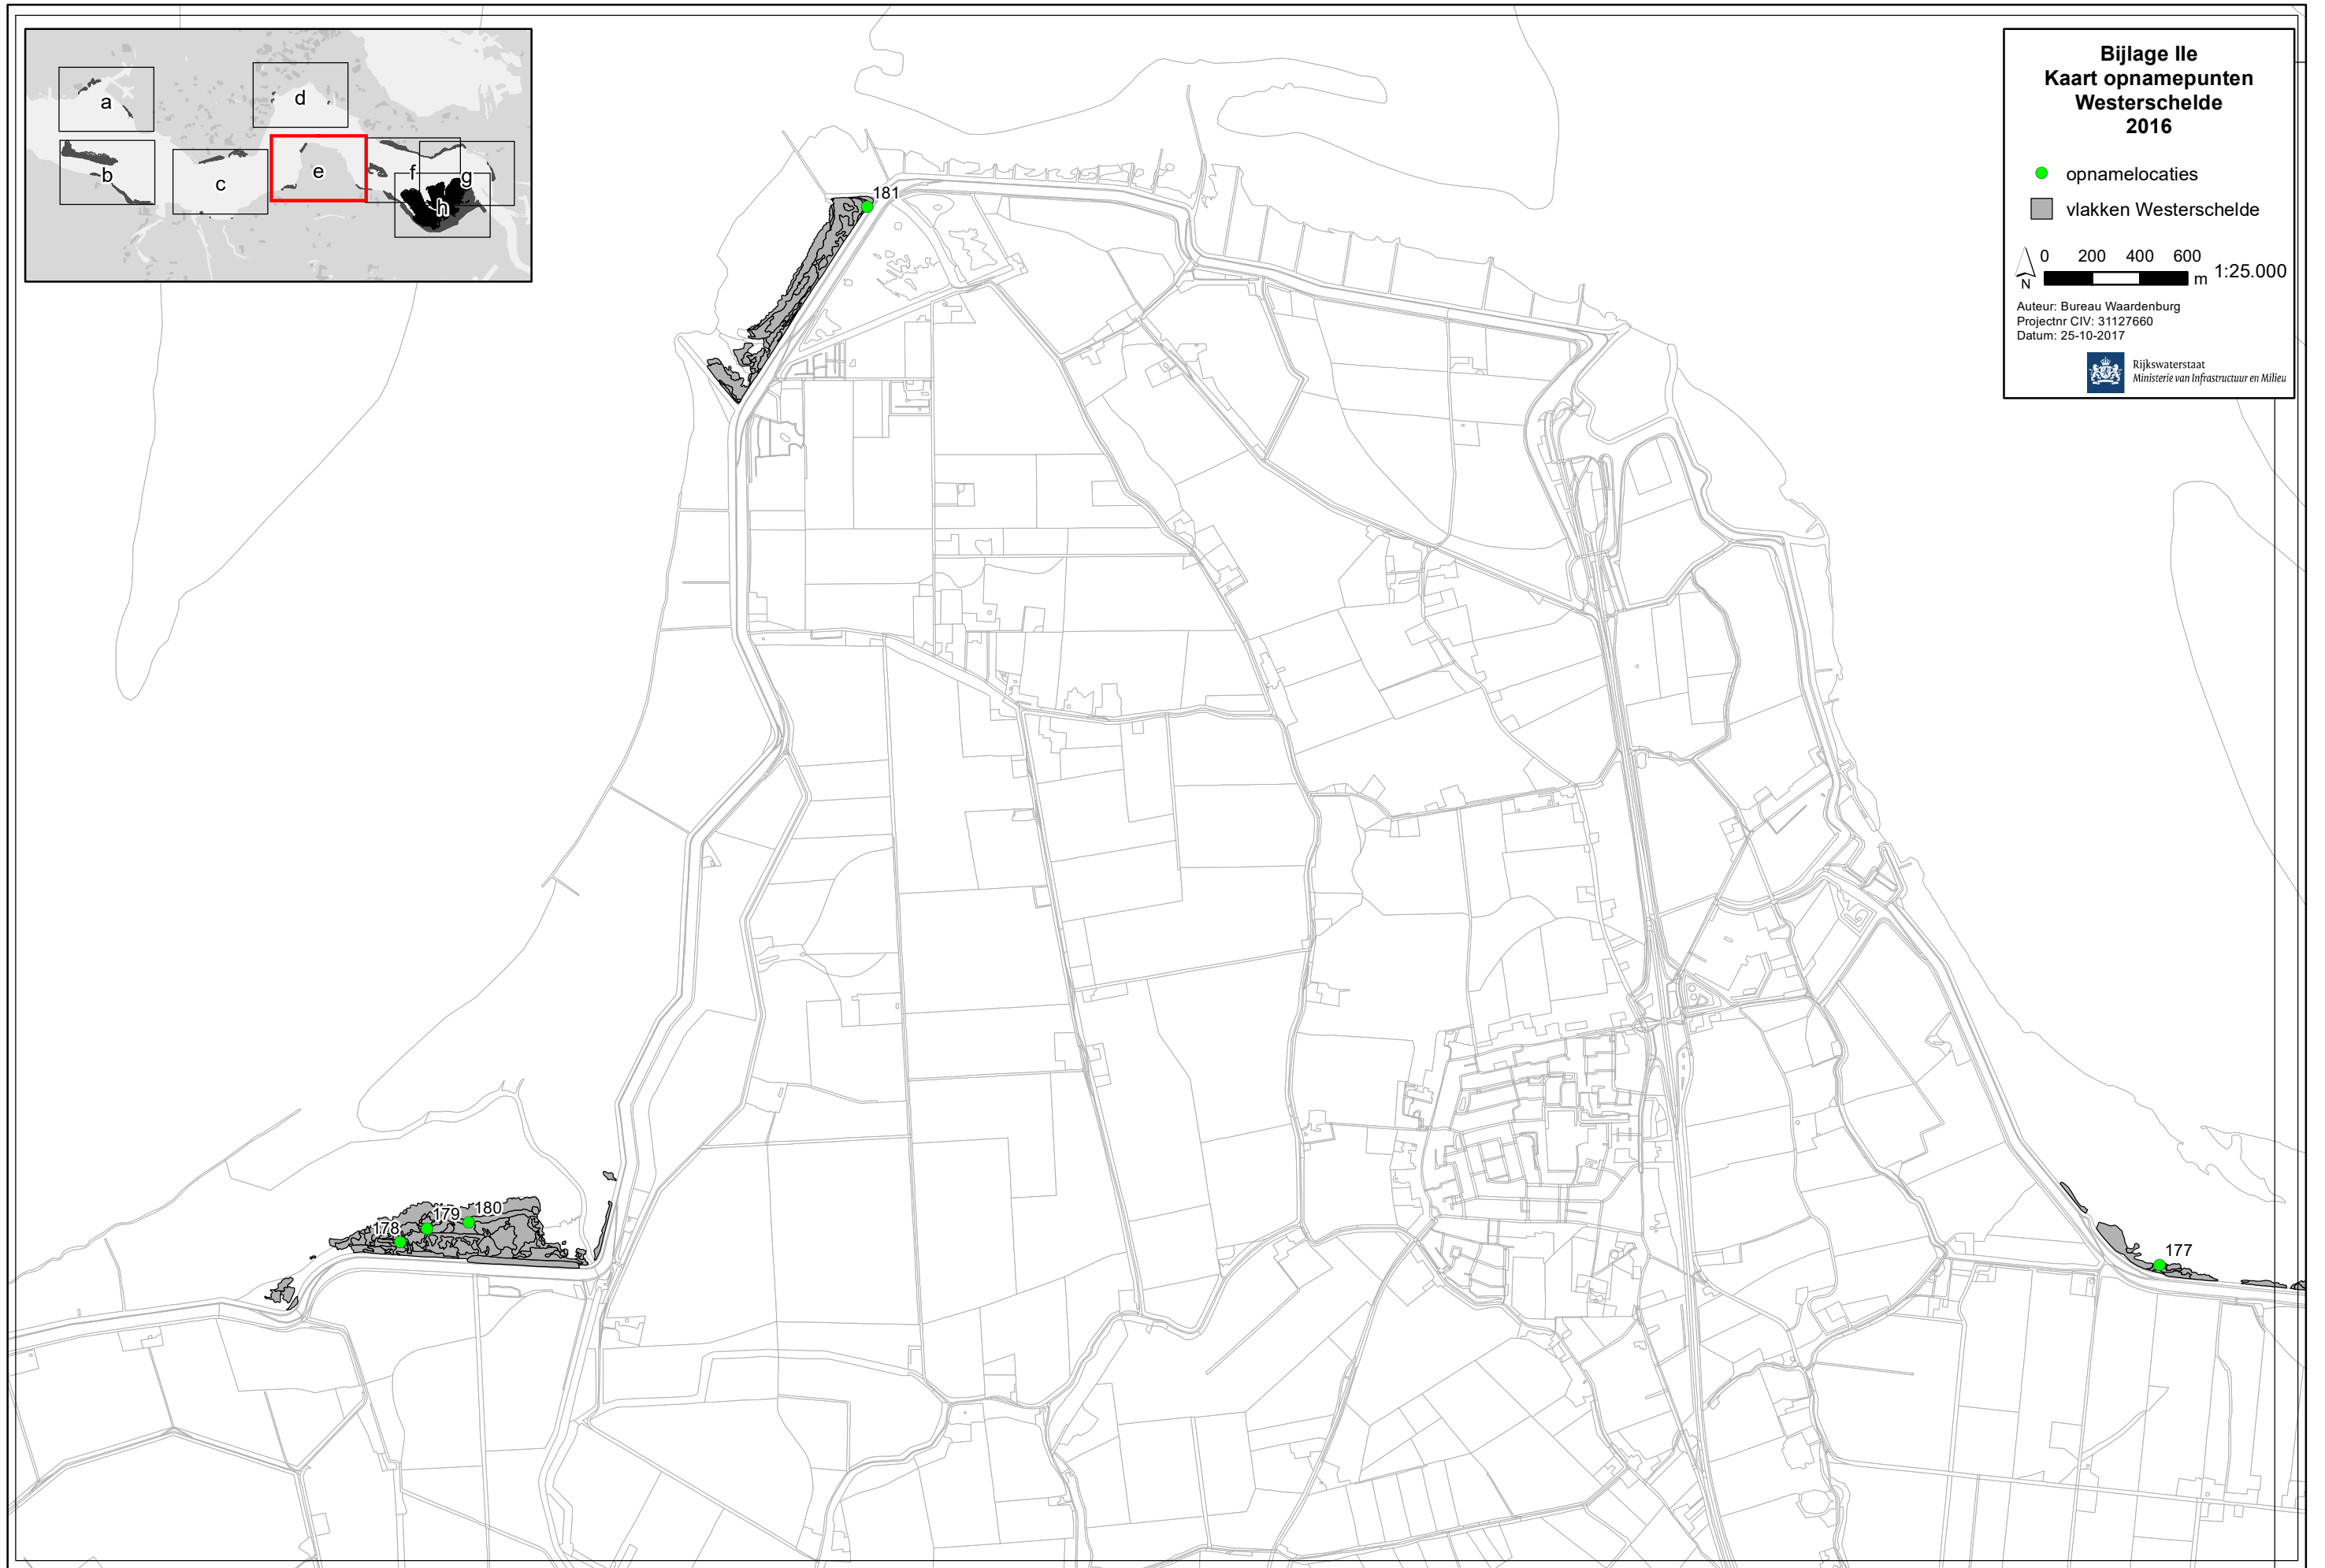 a
b
c
d
e
f
g
h
Bijlage IIe
Kaart opnamepunten
Westerschelde
2016
opnamelocaties
vlakken Westerschelde
0 200 400 600
m 1:25.000
N
Auteur: Bureau Waardenburg
Projectnr CIV: 31127660
Datum: 25-10-2017
Rijkswaterstaat
Ministerie van Infrastructuur en Milieu
181
178
179
180
177